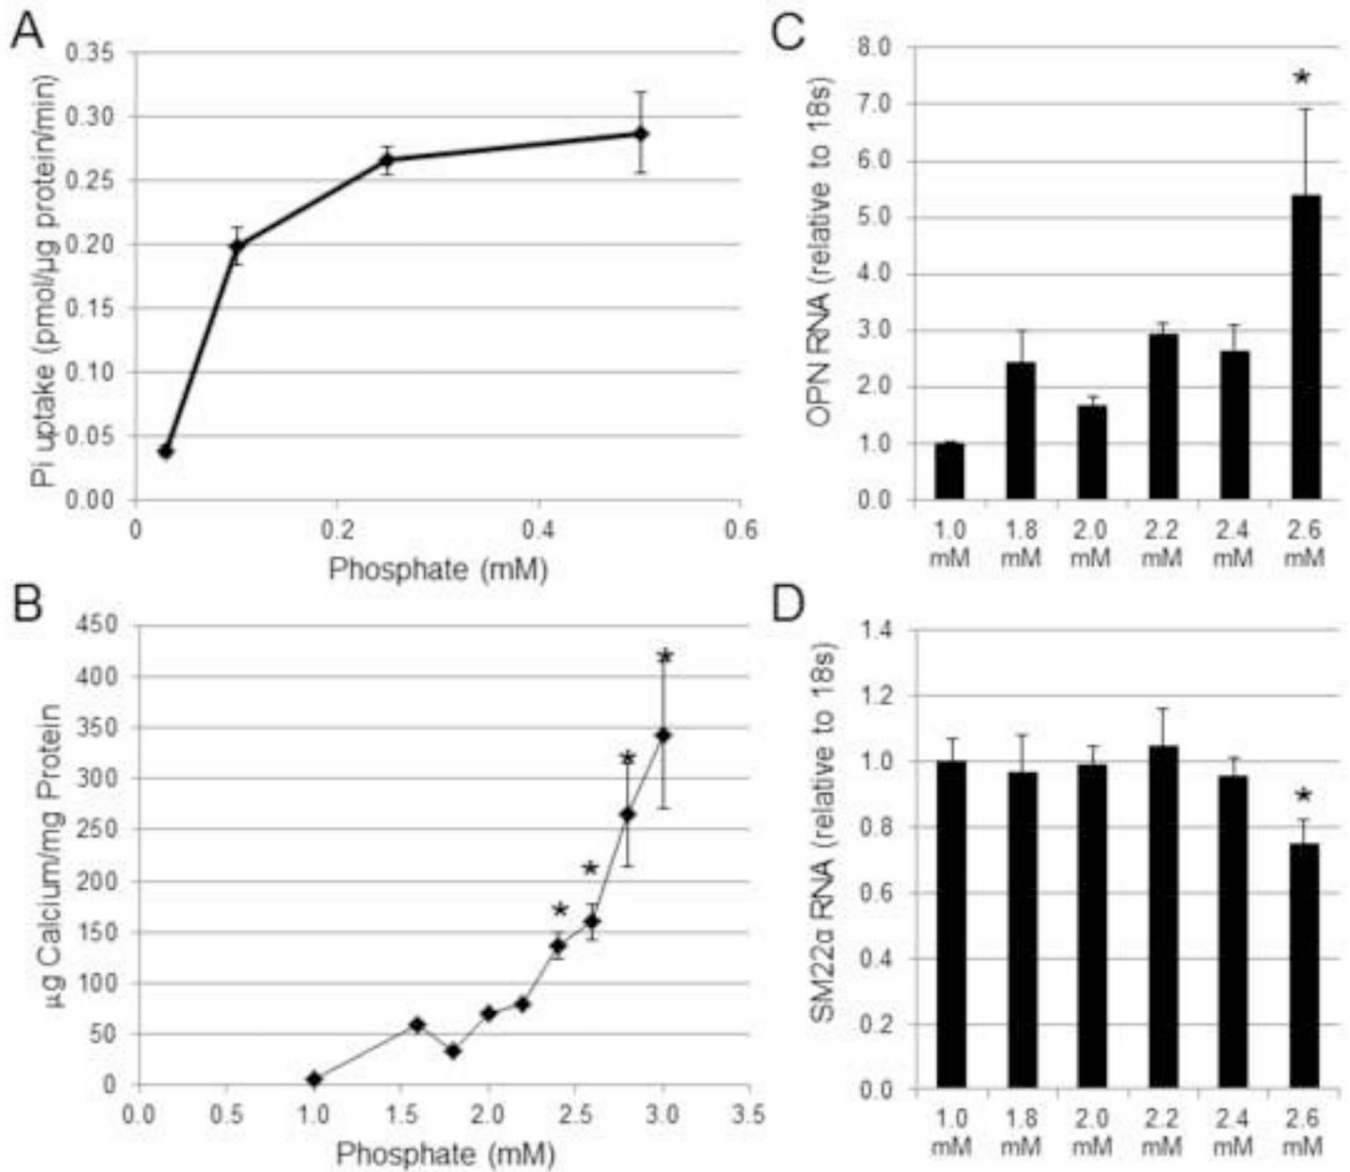 A
0.35
0.30
0.25
0.20
0.15
0.10
0.05
0.00
Pi uptake (pmol/µg protein/min)
0 0.2 0.4 0.6
Phosphate (mM)
B
450
400
350
300
250
200
150
100
50
0
µg Calcium/mg Protein
0.0 0.5 1.0 1.5 2.0 2.5 3.0 3.5
Phosphate (mM)
C
8.0
7.0
6.0
5.0
4.0
3.0
2.0
1.0
0.0
OPN RNA (relative to 18s)
1.0 1.8 2.0 2.2 2.4 2.6
mM mM mM mM mM mM
D
1.4
1.2
1.0
0.8
0.6
0.4
0.2
0.0
SM22α RNA (relative to 18s)
1.0 1.8 2.0 2.2 2.4 2.6
mM mM mM mM mM mM